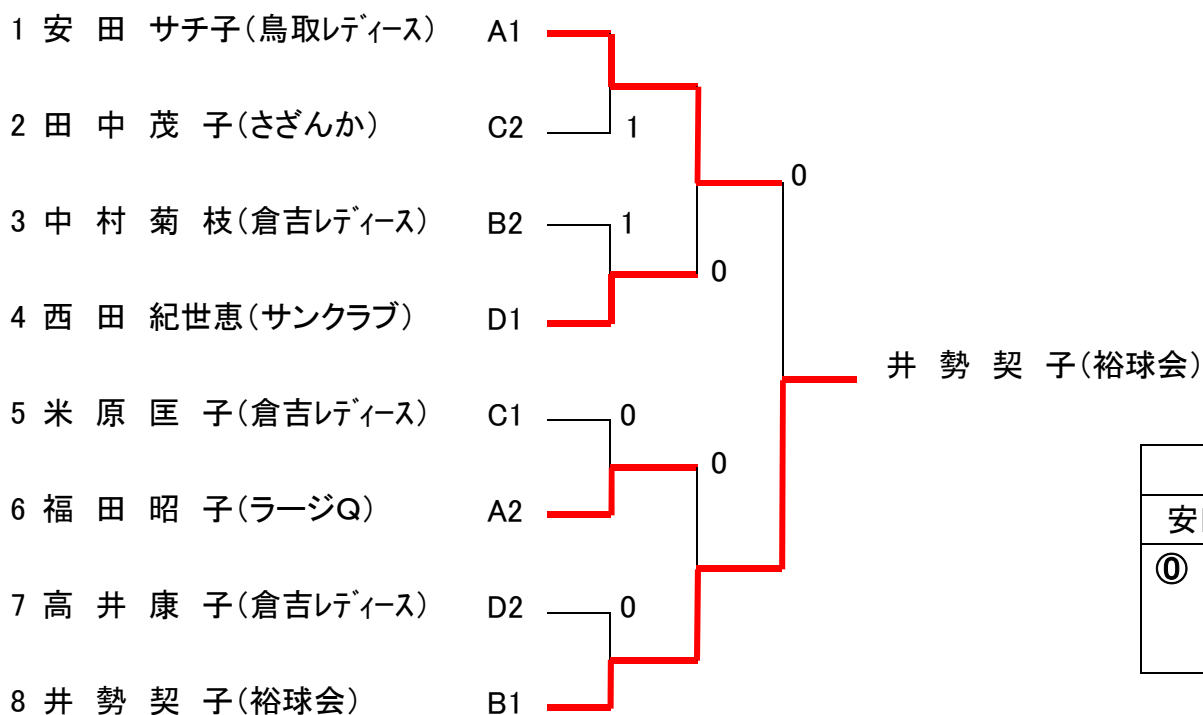 1 安 田 サチ子(鳥取レディース) A1
2 田 中 茂 子(さざんか) C2 1
0
3 中 村 菊 枝(倉吉レディース) B2 1
0
4 西 田 紀世恵(サンクラブ) D1
井 勢 契 子(裕球会)
5 米 原 匡 子(倉吉レディース) C1 0
0
6 福 田 昭 子(ラージQ) A2
安
⓪
7 高 井 康 子(倉吉レディース) D2 0
8 井 勢 契 子(裕球会) B1